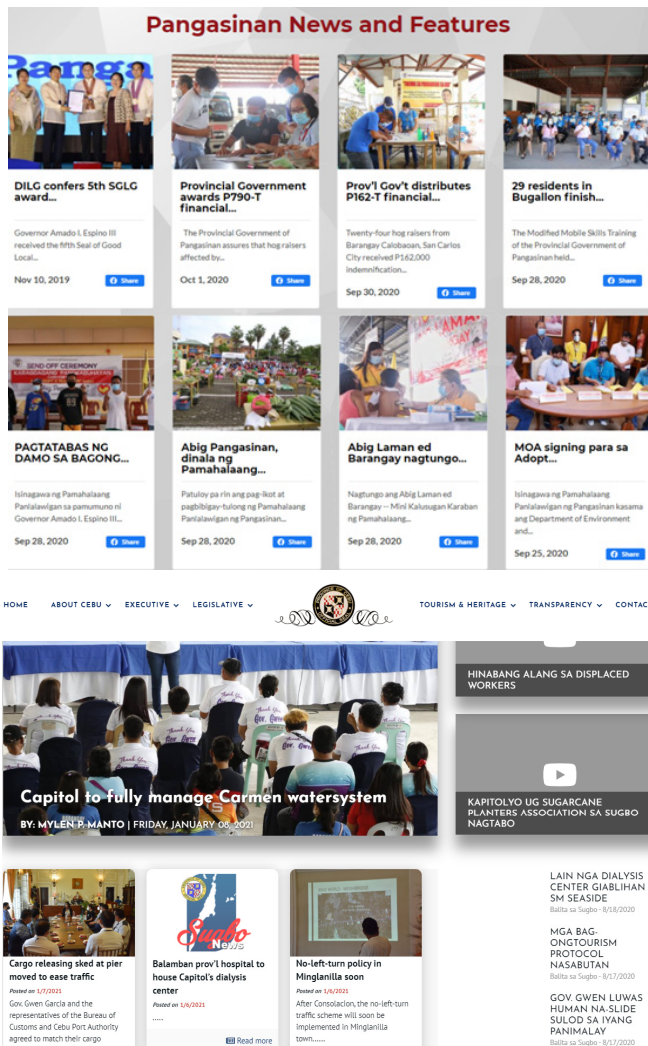 Pangasinan News and Features
DILG confers 5th SGLG
award...
Governor Amado I. Espino III
received the fifth Seal of Good
Local...
Nov 10, 2019
Share
Provincial Government
awards P790-T
financial...
The Provincial Government of
Pangasinan assures that hog raisers
affected by...
Oct 1, 2020
Share
Prov'l Gov't distributes
P162-T financial...
Twenty-four hog raisers from
Barangay Calobaoan, San Carlos
City received P162,000
indemnification...
Sep 30, 2020
Share
29 residents in
Bugallon finish...
The Modified Mobile Skills Training
of the Provincial Government of
Pangasinan held...
Sep 28, 2020
Share
SEND-OFF CEREMONY
PAGTATABAS NG
DAMO SA BAGONG...
Isinagawa ng Pamahalaang
Panlalawigan sa pamumuno ni
Governor Amado I. Espino III...
Sep 28, 2020
Share
Abig Pangasinan,
dinala ng
Pamahalaang...
Patuloy pa rin ang pag-ikot at
pagbibigay-tulong ng Pamahalaang
Panlalawigan ng Pangasinan...
Sep 28, 2020
Share
Abig Laman ed
Barangay nagtungo...
Nagtungo ang Abig Laman ed
Barangay -- Mini Kalusugan Karaban
ng Pamahalaang...
Sep 28, 2020
Share
MOA signing para sa
Adopt...
Isinagawa ng Pamahalaang
Panlalawigan ng Pangasinan kasama
ang Department of Environment
and...
Sep 25, 2020
Share
HOME ABOUT CEBU EXECUTIVE LEGISLATIVE TOURISM & HERITAGE TRANSPARENCY CONTAC
Capitol to fully manage Carmen watersystem
BY: MYLEN P. MANTO | FRIDAY, JANUARY 08, 2021
HINABANG ALANG SA DISPLACED
WORKERS
KAPITOLYO UG SUGARCANE
PLANTERS ASSOCIATION SA SUGBO
NAGTABO
Cargo releasing sked at pier
moved to ease traffic
Posted on 1/7/2021
Gov. Gwen Garcia and the
representatives of the Bureau of
Customs and Cebu Port Authority
agreed to match their cargo
Sugbo
News
Balamban prov'l hospital to
house Capitol's dialysis
center
Posted on 1/6/2021
.....
Read more
No-left-turn policy in
Minglanilla soon
Posted on 1/6/2021
After Consolacion, the no-left-turn
traffic scheme will soon be
implemented in Minglanilla
town......
LAIN NGA DIALYSIS
CENTER GIABLIHAN
SM SEASIDE
Balita sa Sugbo - 8/18/2020
MGA BAG-
ONGTOURISM
PROTOCOL
NASABUTAN
Balita sa Sugbo - 8/17/2020
GOV. GWEN LUWAS
HUMAN NA-SLIDE
SULOD SA IYANG
PANIMALAY
Balita sa Sugbo - 8/17/2020